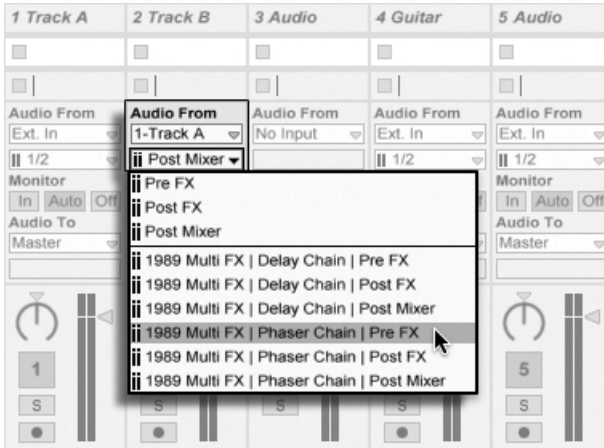 1 Track A 2 Track B 3 Audio 4 Guitar 5 Audio
Audio From Audio From Audio From Audio From Audio From
Ext. In 1-Track A No Input Ext. In Ext. In
1/2 Post Mixer 1/2 1/2
Monitor Pre FX Monitor
In Auto Off Post FX In Auto Off
Audio To Post Mixer Audio To
Master Master
1989 Multi FX | Delay Chain | Pre FX
1989 Multi FX | Delay Chain | Post FX
1989 Multi FX | Delay Chain | Post Mixer
1989 Multi FX | Phaser Chain | Pre FX
1 1989 Multi FX | Phaser Chain | Post FX 5
1989 Multi FX | Phaser Chain | Post Mixer
S S S S S